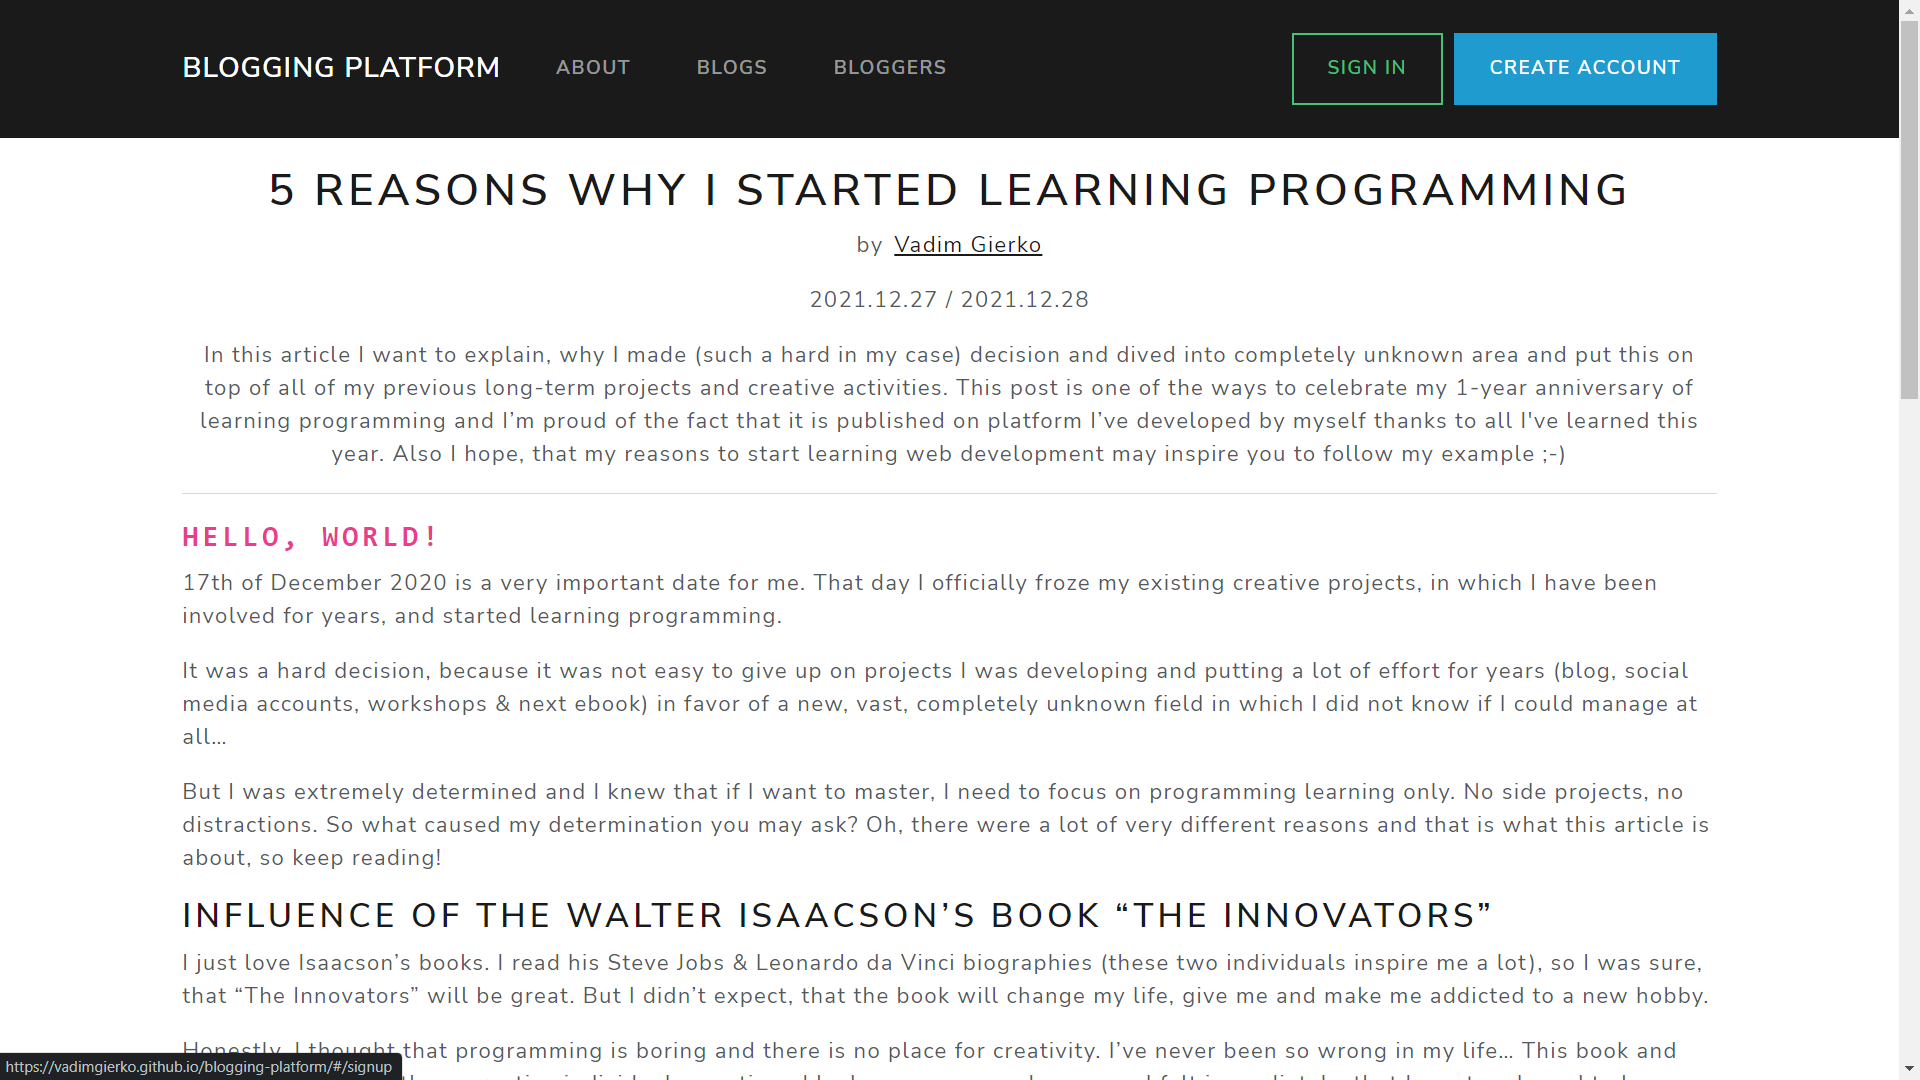 BLOGGING PLATFORM ABOUT BLOGS BLOGGERS SIGN IN CREATE ACCOUNT
5 REASONS WHY I STARTED LEARNING PROGRAMMING
by Vadim Gierko
2021.12.27 / 2021.12.28
In this article I want to explain, why I made (such a hard in my case) decision and dived into completely unknown area and put this on
top of all of my previous long-term projects and creative activities. This post is one of the ways to celebrate my 1-year anniversary of
learning programming and I’m proud of the fact that it is published on platform I’ve developed by myself thanks to all I've learned this
year. Also I hope, that my reasons to start learning web development may inspire you to follow my example ;-)
HELLO, WORLD!
17th of December 2020 is a very important date for me. That day I officially froze my existing creative projects, in which I have been
involved for years, and started learning programming.
It was a hard decision, because it was not easy to give up on projects I was developing and putting a lot of effort for years (blog, social
media accounts, workshops & next ebook) in favor of a new, vast, completely unknown field in which I did not know if I could manage at
all…
But I was extremely determined and I knew that if I want to master, I need to focus on programming learning only. No side projects, no
distractions. So what caused my determination you may ask? Oh, there were a lot of very different reasons and that is what this article is
about, so keep reading!
INFLUENCE OF THE WALTER ISAACSON’S BOOK “THE INNOVATORS”
I just love Isaacson’s books. I read his Steve Jobs & Leonardo da Vinci biographies (these two individuals inspire me a lot), so I was sure,
that “The Innovators” will be great. But I didn’t expect, that the book will change my life, give me and make me addicted to a new hobby.
Honestly, I thought that programming is boring and there is no place for creativity. I’ve never been so wrong in my life… This book and
https://vadimgierko.github.io/blogging-platform/#/signup